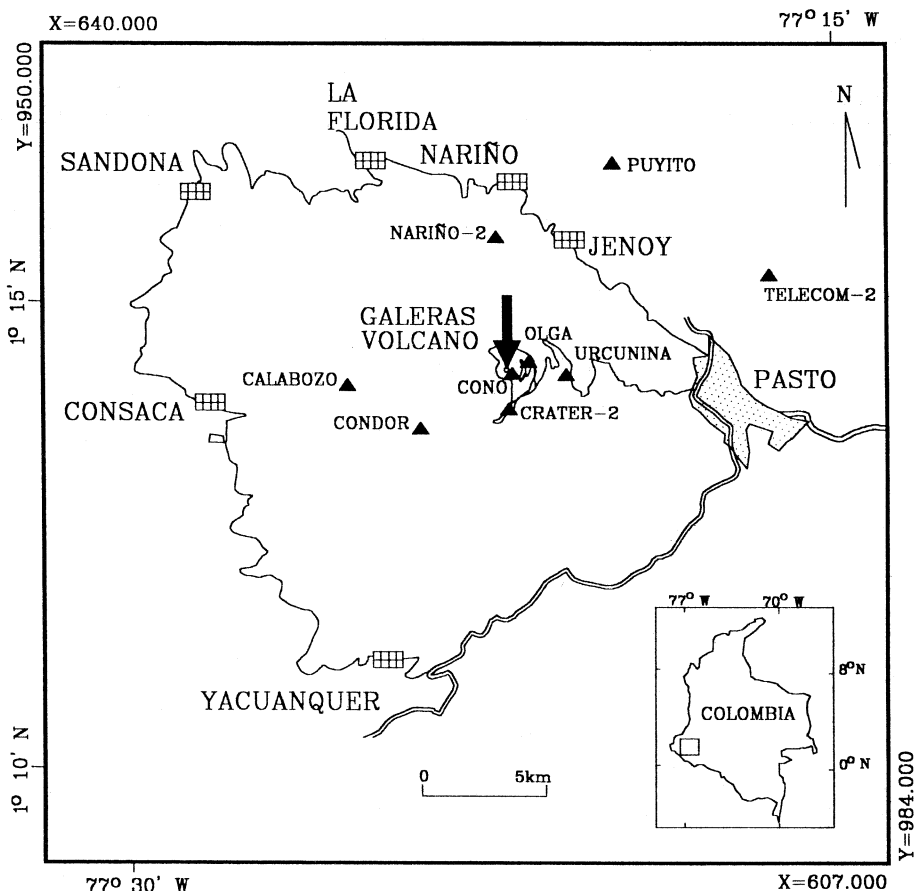 X=640.000
77° 15' W
Y=950.000
N
LA
FLORIDA
SANDONA
NARIÑO
PUYITO
NARIÑO-2
JENOY
TELECOM-2
1° 15' N
GALERAS
VOLCANO
OLGA
URCUNINA
CALABOZO
CONO
PASTO
CONSACA
CONDOR
CRATER-2
77° W
70° W
8° N
YACUANQUER
COLOMBIA
0° N
1° 10' N
0
5km
Y=984.000
77° 30' W
X=607.000